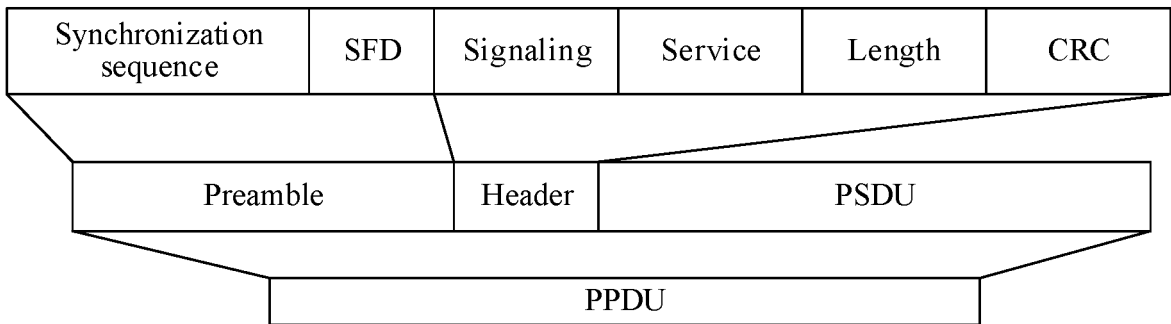 Synchronization
sequence
SFD
Signaling
Service
Length
CRC
Preamble
Header
PSDU
PPDU